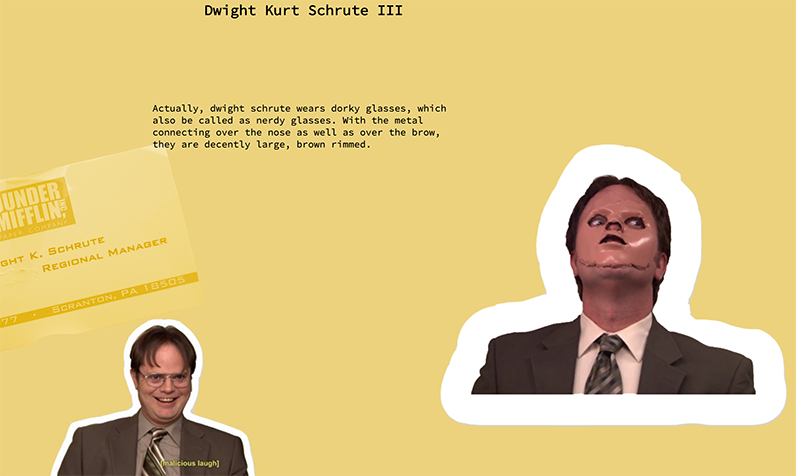 Dwight Kurt Schrute III
Actually, dwight schrute wears dorky glasses, which
also be called as nerdy glasses. With the metal
connecting over the nose as well as over the brow,
they are decently large, brown rimmed.
UNDER
MIFFLIN
PAPER COMPANY
GHT K. SCHRUTE
REGIONAL MANAGER
77 · SCRANTON, PA 18505
[malicious laugh]